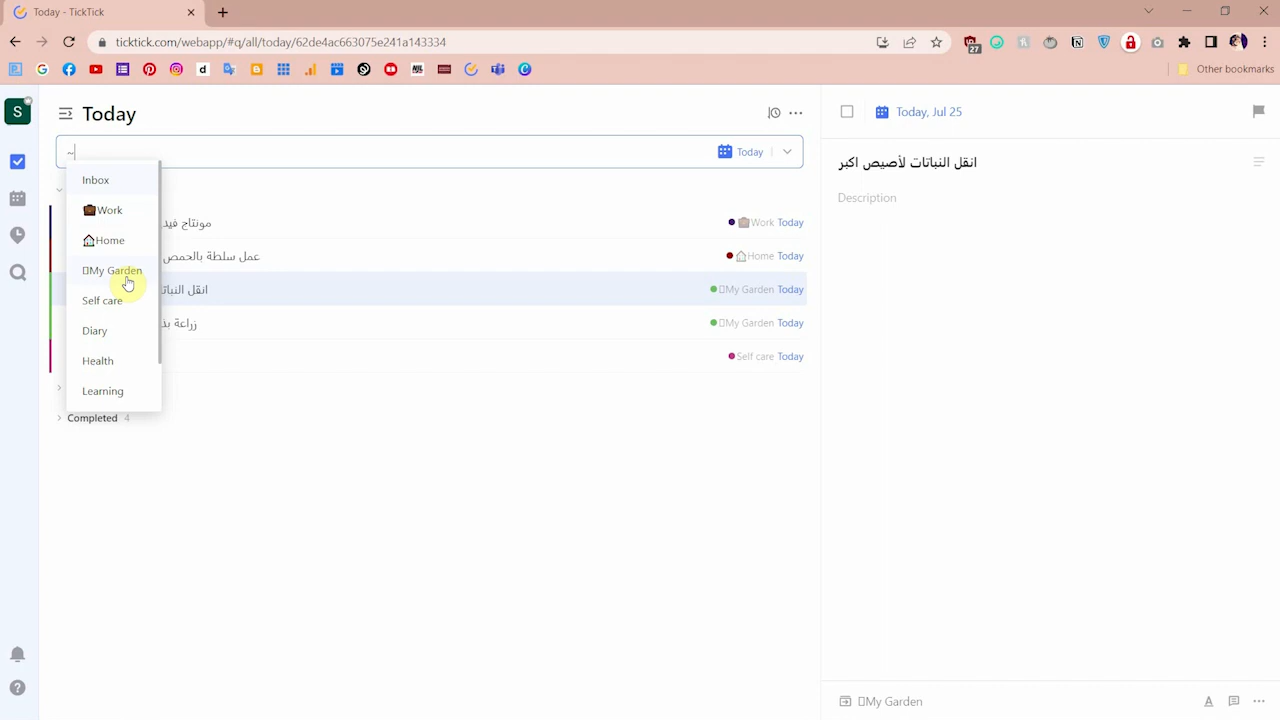 Today - TickTick
ticktick.com/webapp/#q/all/today/62de4ac663075e241a143334
27
Other bookmarks
S
Today
~
Today
Inbox
Work
Home
My Garden
Self care
Diary
Health
Learning
مونتاج فيد
Work Today
عمل سلطة بالحمص
Home Today
انقل النبات
My Garden Today
زراعة بذ
My Garden Today
Self care Today
Completed 4
Today, Jul 25
انقل النباتات لأصيص اكبر
Description
My Garden